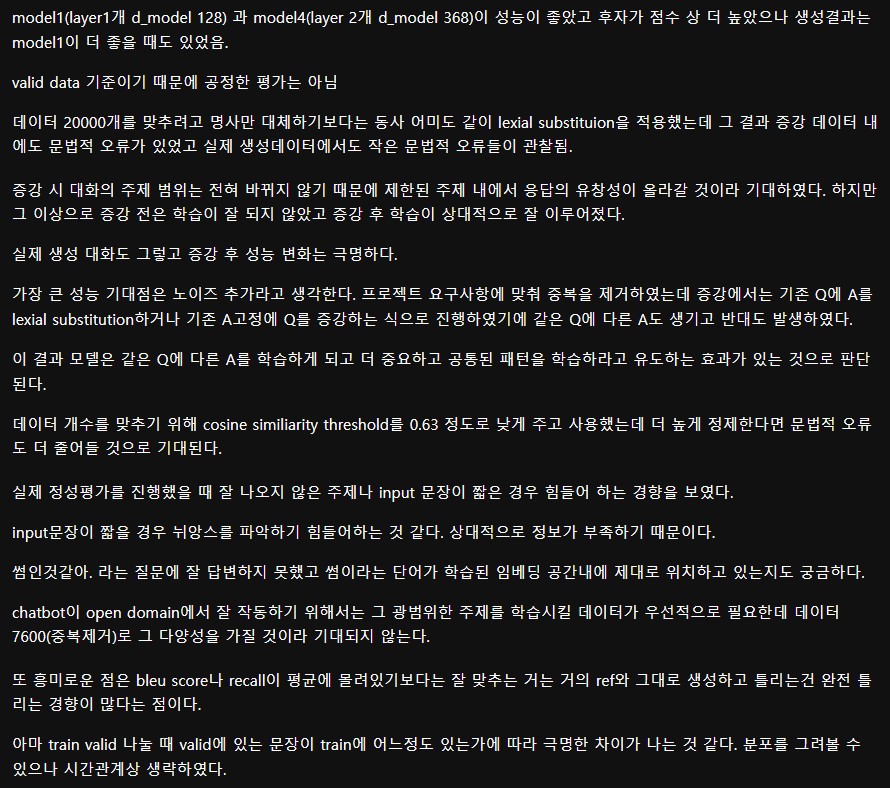 model1(layer1개 d_model 128) 과 model4(layer 2개 d_model 368)이 성능이 좋았고 후자가 점수 상 더 높았으나 생성결과는
model1이 더 좋을 때도 있었음.
valid data 기준이기 때문에 공정한 평가는 아님
데이터 20000개를 맞추려고 명사만 대체하기보다는 동사 어미도 같이 lexial substituion을 적용했는데 그 결과 증강 데이터 내
에도 문법적 오류가 있었고 실제 생성데이터에서도 작은 문법적 오류들이 관찰됨.
증강 시 대화의 주제 범위는 전혀 바뀌지 않기 때문에 제한된 주제 내에서 응답의 유창성이 올라갈 것이라 기대하였다. 하지만
그 이상으로 증강 전은 학습이 잘 되지 않았고 증강 후 학습이 상대적으로 잘 이루어졌다.
실제 생성 대화도 그렇고 증강 후 성능 변화는 극명하다.
가장 큰 성능 기대점은 노이즈 추가라고 생각한다. 프로젝트 요구사항에 맞춰 중복을 제거하였는데 증강에서는 기존 Q에 A를
lexial substitution하거나 기존 A고정에 Q를 증강하는 식으로 진행하였기에 같은 Q에 다른 A도 생기고 반대도 발생하였다.
이 결과 모델은 같은 Q에 다른 A를 학습하게 되고 더 중요하고 공통된 패턴을 학습하라고 유도하는 효과가 있는 것으로 판단
된다.
데이터 개수를 맞추기 위해 cosine similiarity threshold를 0.63 정도로 낮게 주고 사용했는데 더 높게 정제한다면 문법적 오류
도 더 줄어들 것으로 기대된다.
실제 정성평가를 진행했을 때 잘 나오지 않은 주제나 input 문장이 짧은 경우 힘들어 하는 경향을 보였다.
input문장이 짧을 경우 뉘앙스를 파악하기 힘들어하는 것 같다. 상대적으로 정보가 부족하기 때문이다.
썸인것같아. 라는 질문에 잘 답변하지 못했고 썸이라는 단어가 학습된 임베딩 공간내에 제대로 위치하고 있는지도 궁금하다.
chatbot이 open domain에서 잘 작동하기 위해서는 그 광범위한 주제를 학습시킬 데이터가 우선적으로 필요한데 데이터
7600(중복제거)로 그 다양성을 가질 것이라 기대되지 않는다.
또 흥미로운 점은 bleu score나 recall이 평균에 몰려있기보다는 잘 맞추는 거는 거의 ref와 그대로 생성하고 틀리는건 완전 틀
리는 경향이 많다는 점이다.
아마 train valid 나눌 때 valid에 있는 문장이 train에 어느정도 있는가에 따라 극명한 차이가 나는 것 같다. 분포를 그려볼 수
있으나 시간관계상 생략하였다.